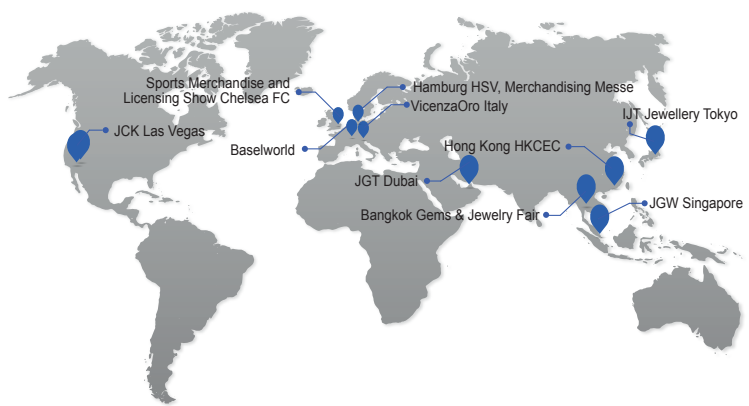 Sports Merchandise and
Licensing Show Chelsea FC
Hamburg HSV, Merchandising Messe
VicenzaOro Italy
JCK Las Vegas
IJT Jewellery Tokyo
Baselworld
Hong Kong HKCEC
JGT Dubai
Bangkok Gems & Jewelry Fair
JGW Singapore